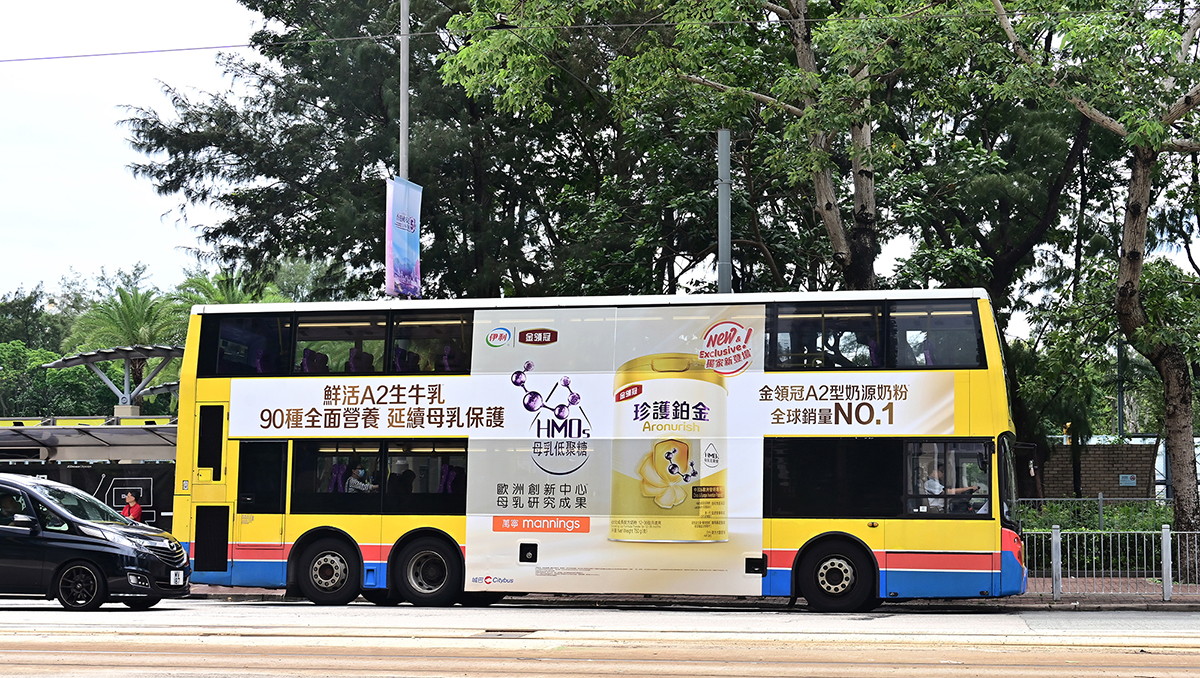 伊利
金領冠
NEW &
Exclusive!
獨家新登場
鮮活A2生牛乳
90種全面營養 延續母乳保護
HMOs
母乳低聚糖
歐洲創新中心
母乳研究成果
萬寧 mannings
金領冠
珍護鉑金
Aronurish
HMOs
金領冠A2型奶源奶粉
全球銷量NO.1
城巴 Citybus